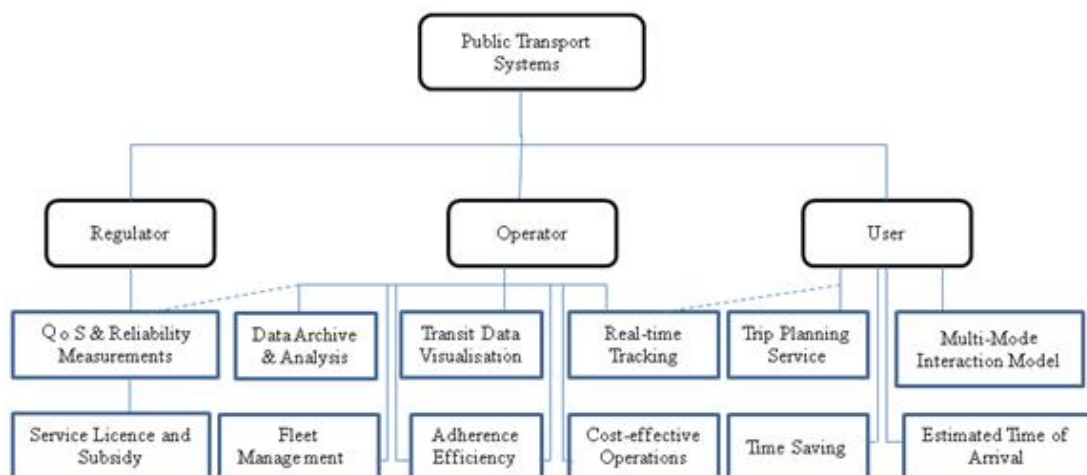 Public Transport
Systems
Regulator
Operator
User
Q o S & Reliability
Measurements
Data Archive
& Analysis
Transit Data
Visualisation
Real-time
Tracking
Trip Planning
Service
Multi-Mode
Interaction Model
Service Licence and
Subsidy
Fleet
Management
Adherence
Efficiency
Cost-effective
Operations
Time Saving
Estimated Time of
Arrival